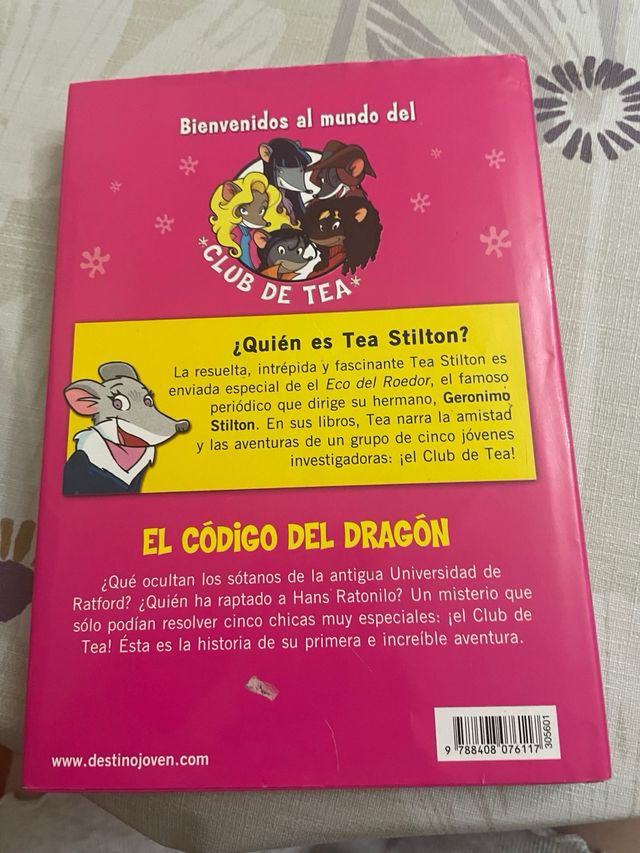 Bienvenidos al mundo del
CLUB DE TEA
¿Quién es Tea Stilton?
La resuelta, intrépida y fascinante Tea Stilton es
enviada especial de el Eco del Roedor, el famoso
periódico que dirige su hermano, Geronimo
Stilton. En sus libros, Tea narra la amistad
y las aventuras de un grupo de cinco jóvenes
investigadoras: ¡el Club de Tea!
EL CÓDIGO DEL DRAGÓN
¿Qué ocultan los sótanos de la antigua Universidad de
Ratford? ¿Quién ha raptado a Hans Ratonilo? Un misterio que
sólo podían resolver cinco chicas muy especiales: ¡el Club de
Tea! Ésta es la historia de su primera e increíble aventura.
www.destinojoven.com
9 788408 076117
305601